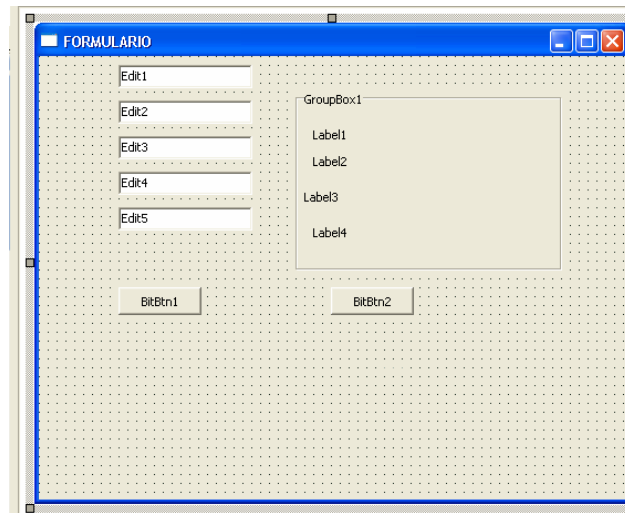 FORMULARIO
Edit1
Edit2
Edit3
Edit4
Edit5
GroupBox1
Label1
Label2
Label3
Label4
BitBtn1
BitBtn2